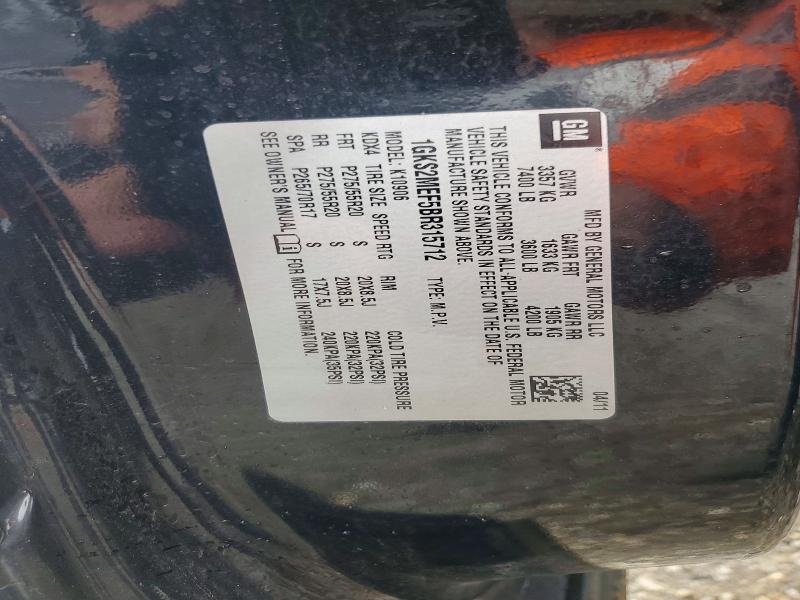 GM
MFD BY GENERAL MOTORS LLC 04/11
GVWR GAWR FRT GAWR RR
3357 KG 1633 KG 1905 KG
7400 LB 3600 LB 4200 LB
THIS VEHICLE CONFORMS TO ALL APPLICABLE U.S. FEDERAL MOTOR
VEHICLE SAFETY STANDARDS IN EFFECT ON THE DATE OF
MANUFACTURE SHOWN ABOVE.
1GKS2MEF5BR315712 TYPE: M.P.V.
MODEL: K10906
KDX4 TIRE SIZE SPEED RTG RIM COLD TIRE PRESSURE
FRT P275/55R20 S 20X8.5J 220KPA(32PSI)
RR P275/55R20 S 20X8.5J 220KPA(32PSI)
SPA P265/70R17 S 17X7.5J 240KPA(35PSI)
SEE OWNER'S MANUAL FOR MORE INFORMATION.